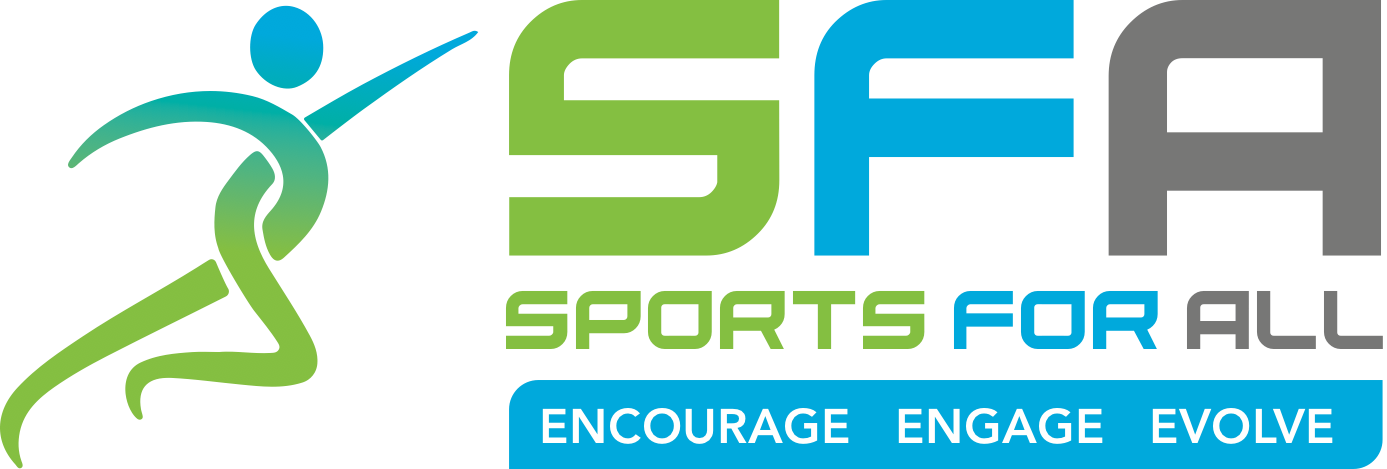 SFA
SPORTS FOR ALL
ENCOURAGE ENGAGE EVOLVE